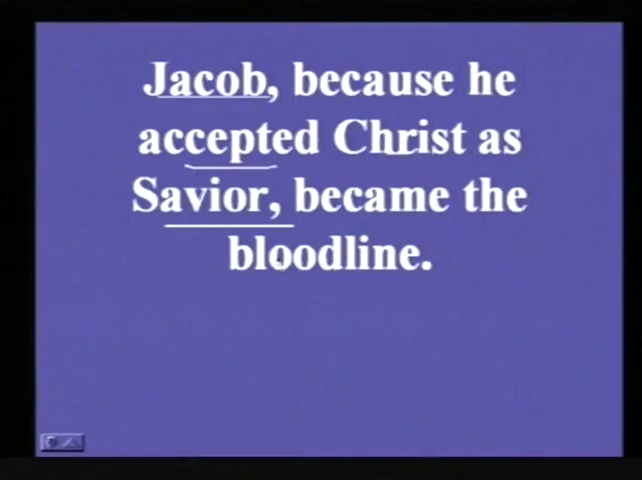 Jacob, because he
accepted Christ as
Savior, became the
bloodline.